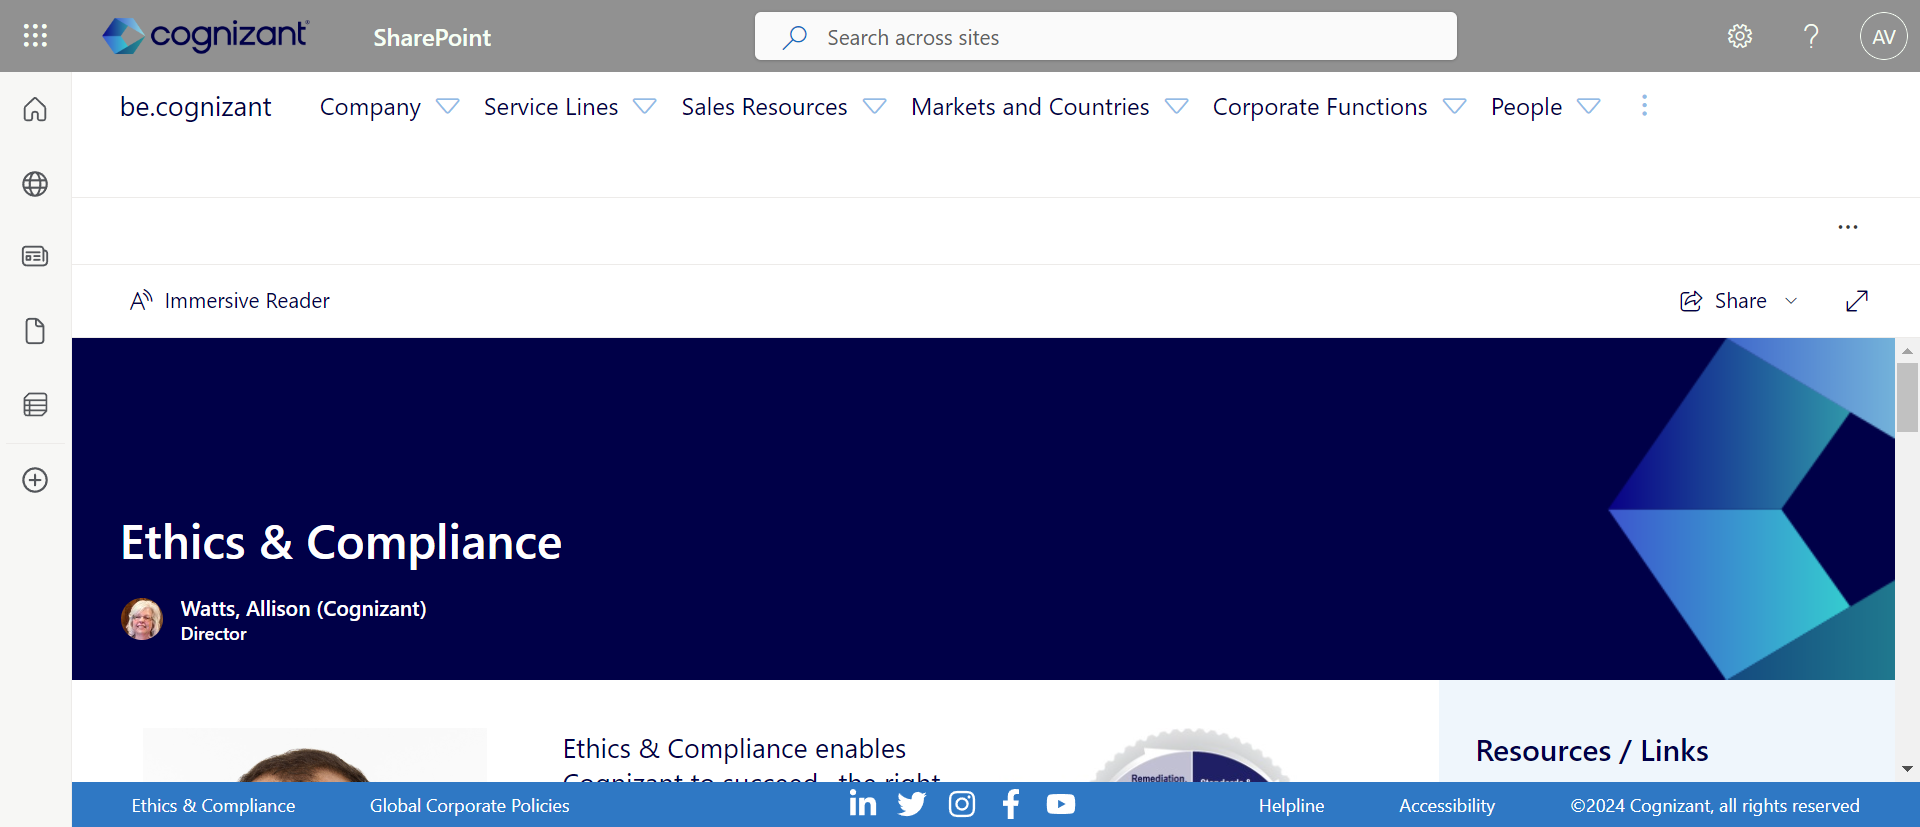 cognizant
SharePoint
Search across sites
AV
be.cognizant
Company
Service Lines
Sales Resources
Markets and Countries
Corporate Functions
People
Immersive Reader
Share
Ethics & Compliance
Watts, Allison (Cognizant)
Director
Ethics & Compliance enables
Cognizant to succeed the right
Remediation,
Standards &
Resources / Links
Ethics & Compliance
Global Corporate Policies
Helpline
Accessibility
©2024 Cognizant, all rights reserved